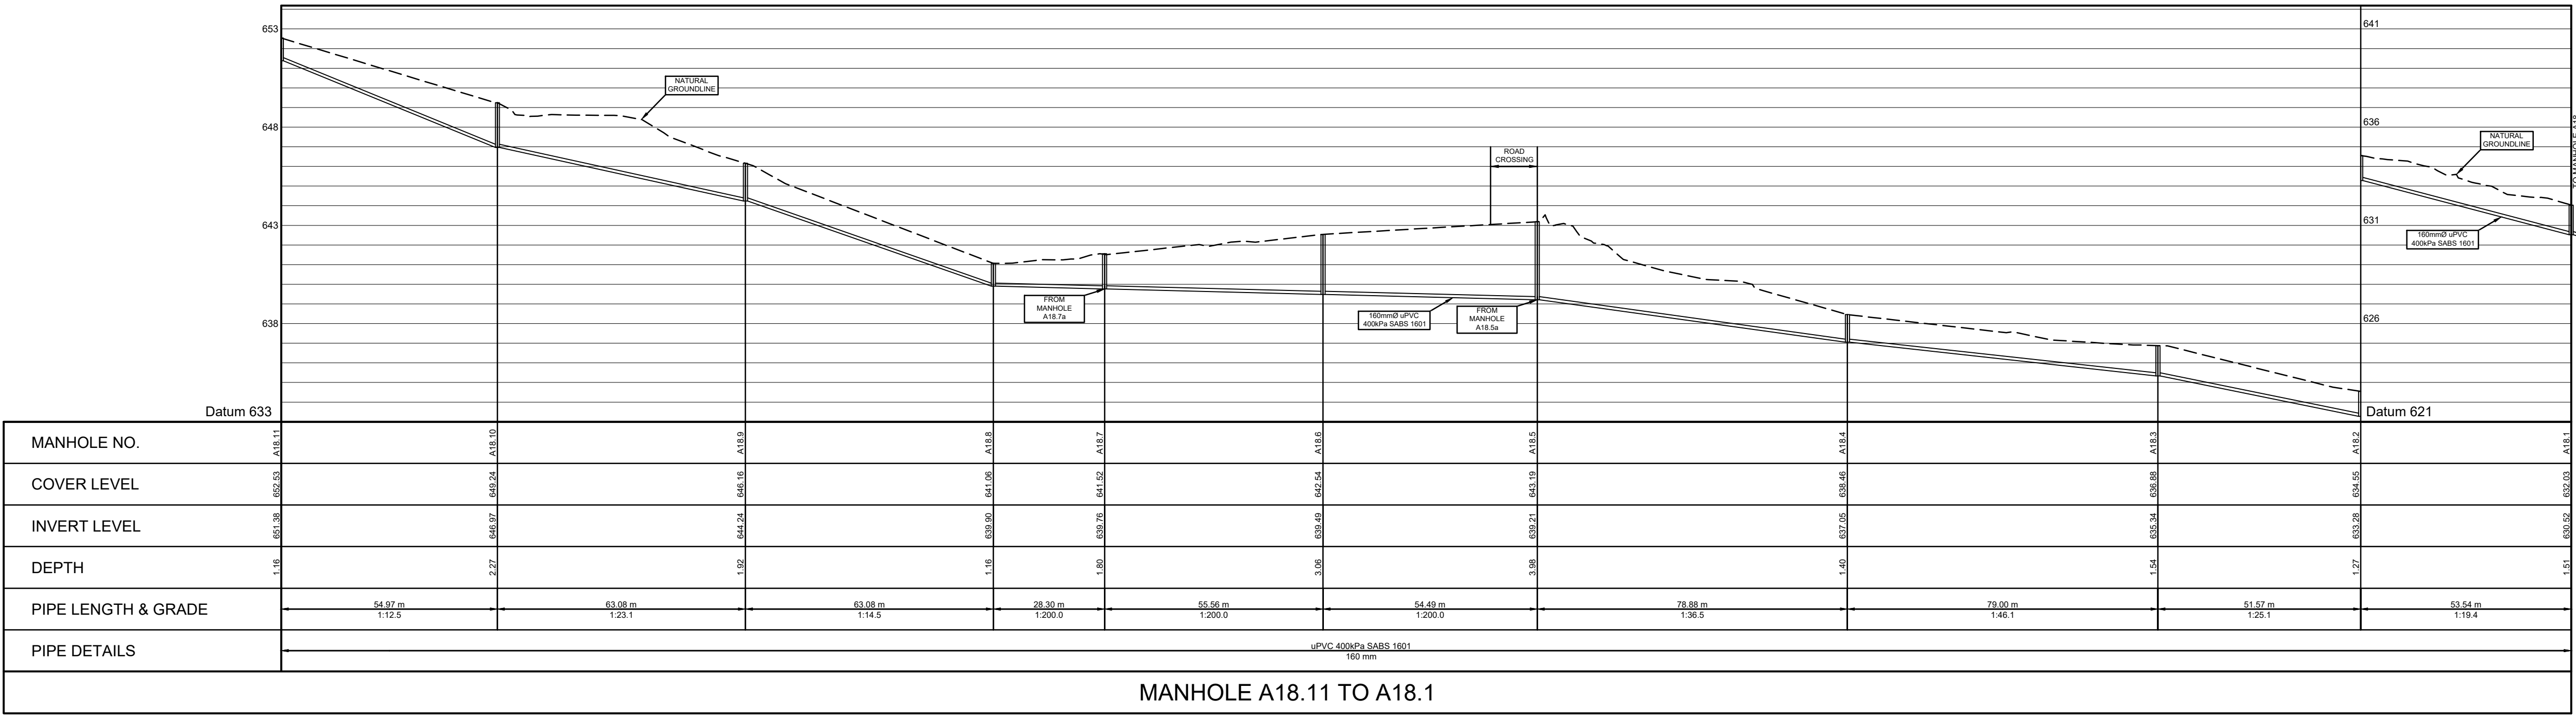 653
648
643
638
Datum 633
641
636
631
626
Datum 621
NATURAL
GROUNDLINE
FROM
MANHOLE
A18.7a
160mmØ uPVC
400kPa SABS 1601
FROM
MANHOLE
A18.5a
ROAD
CROSSING
NATURAL
GROUNDLINE
160mmØ uPVC
400kPa SABS 1601
TO MANHOLE A18
MANHOLE NO. A18.11 A18.10 A18.9 A18.8 A18.7 A18.6 A18.5 A18.4 A18.3 A18.2 A18.1
COVER LEVEL 652.53 649.24 646.16 641.06 641.52 642.54 643.19 638.46 636.88 634.55 632.03
INVERT LEVEL 651.38 646.97 644.24 639.90 639.76 639.49 639.21 637.05 635.34 633.28 630.52
DEPTH 1.16 2.27 1.92 1.16 1.80 3.06 3.98 1.40 1.54 1.27 1.51
PIPE LENGTH & GRADE
54.97 m 63.08 m 63.08 m 28.30 m 55.56 m 54.49 m 78.88 m 79.00 m 51.57 m 53.54 m
1:12.5 1:23.1 1:14.5 1:200.0 1:200.0 1:200.0 1:36.5 1:46.1 1:25.1 1:19.4
PIPE DETAILS
uPVC 400kPa SABS 1601
160 mm
MANHOLE A18.11 TO A18.1